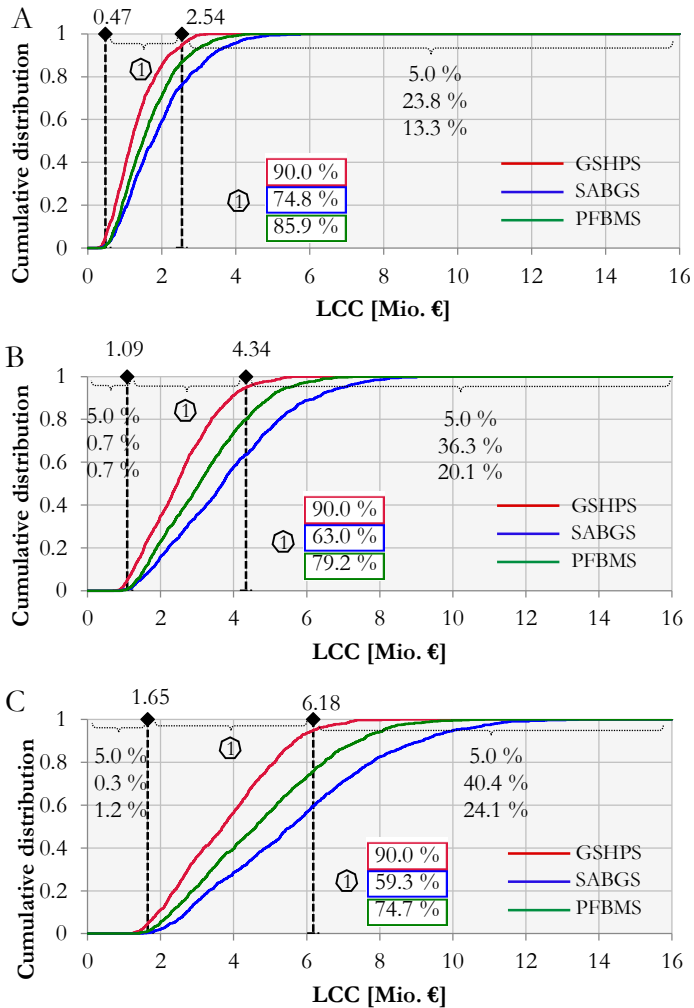 A
0.47 2.54
1
0.8
0.6
0.4
0.2
0
Cumulative distribution
1
5.0 %
23.8 %
13.3 %
1
90.0 %
74.8 %
85.9 %
GSHPS
SABGS
PFBMS
0 2 4 6 8 10 12 14 16
LCC [Mio. €]
B
1.09 4.34
1
0.8
0.6
0.4
0.2
0
Cumulative distribution
5.0 %
0.7 %
0.7 %
1
5.0 %
36.3 %
20.1 %
1
90.0 %
63.0 %
79.2 %
GSHPS
SABGS
PFBMS
0 2 4 6 8 10 12 14 16
LCC [Mio. €]
C
1.65 6.18
1
0.8
0.6
0.4
0.2
0
Cumulative distribution
5.0 %
0.3 %
1.2 %
1
5.0 %
40.4 %
24.1 %
1
90.0 %
59.3 %
74.7 %
GSHPS
SABGS
PFBMS
0 2 4 6 8 10 12 14 16
LCC [Mio. €]